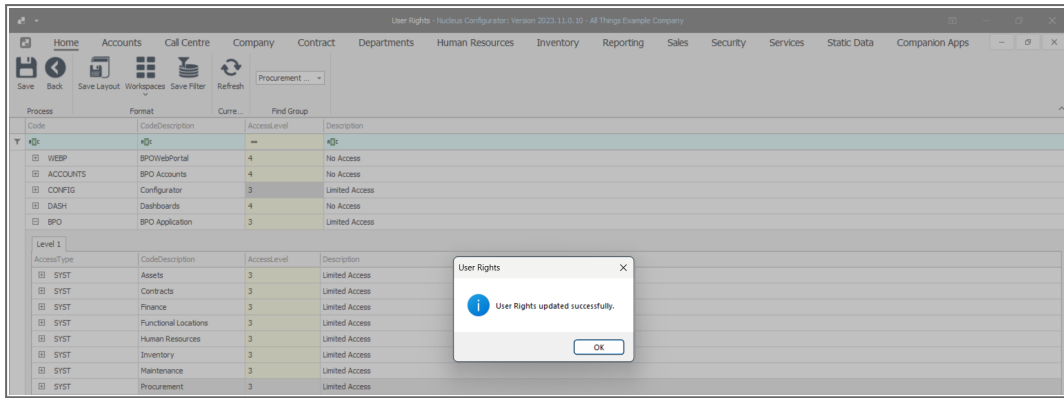 User Rights - Nucleus Configurator: Version 2023.11.0.10 - All Things Example Company
Home Accounts Call Centre Company Contract Departments Human Resources Inventory Reporting Sales Security Services Static Data Companion Apps
Save Back Save Layout Workspaces Save Filter Refresh Procurement ...
Process Format Curre... Find Group
Code CodeDescription AccessLevel Description
WEBP BPOWebPortal 4 No Access
ACCOUNTS BPO Accounts 4 No Access
CONFIG Configurator 3 Limited Access
DASH Dashboards 4 No Access
BPO BPO Application 3 Limited Access
Level 1
AccessType CodeDescription AccessLevel Description
SYST Assets 3 Limited Access
SYST Contracts 3 Limited Access
SYST Finance 3 Limited Access
SYST Functional Locations 3 Limited Access
SYST Human Resources 3 Limited Access
SYST Inventory 3 Limited Access
SYST Maintenance 3 Limited Access
SYST Procurement 3 Limited Access
User Rights
User Rights updated successfully.
OK